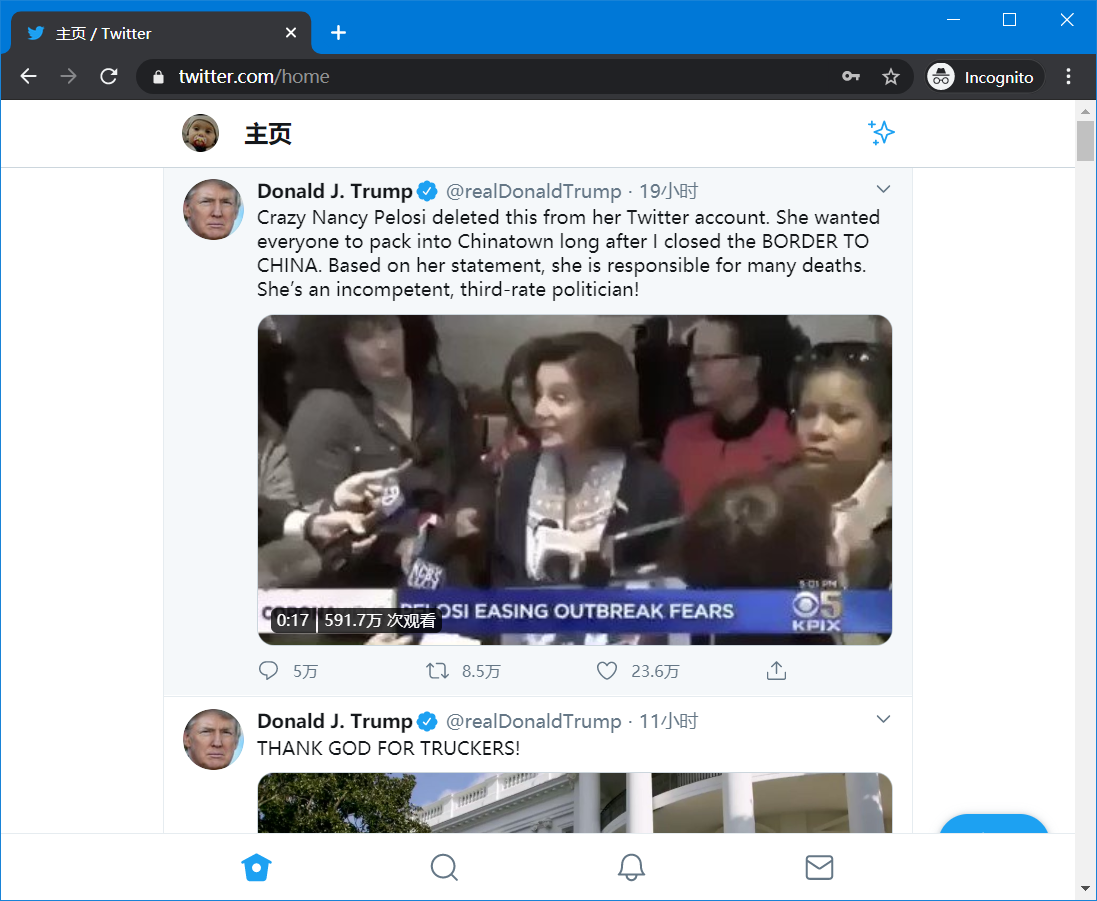 主页 / Twitter
twitter.com/home
Incognito
主页
Donald J. Trump @realDonaldTrump · 19小时
Crazy Nancy Pelosi deleted this from her Twitter account. She wanted
everyone to pack into Chinatown long after I closed the BORDER TO
CHINA. Based on her statement, she is responsible for many deaths.
She’s an incompetent, third-rate politician!
5:01 PM
OSI EASING OUTBREAK FEARS
5
KPIX
0:17 591.7万 次观看
5万 8.5万 23.6万
Donald J. Trump @realDonaldTrump · 11小时
THANK GOD FOR TRUCKERS!